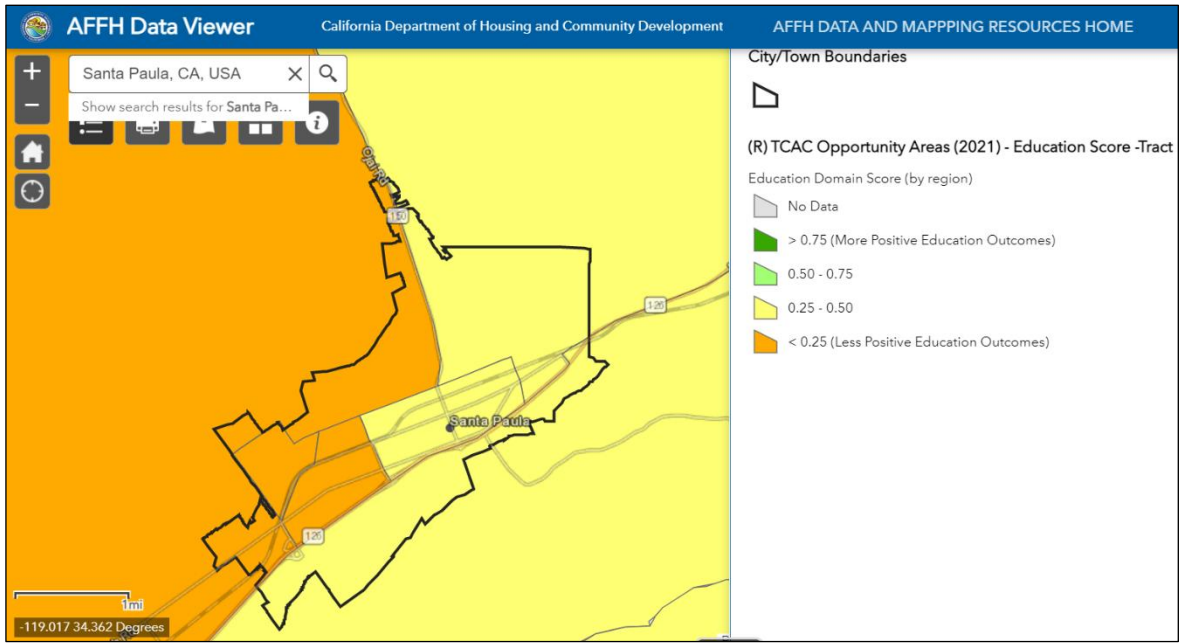 AFFH Data Viewer
California Department of Housing and Community Development
AFFH DATA AND MAPPPING RESOURCES HOME
+
Santa Paula, CA, USA
Show search results for Santa Pa...
−
Ojai Rd
150
126
Santa Paula
126
1mi
-119.017 34.362 Degrees
City/Town Boundaries
(R) TCAC Opportunity Areas (2021) - Education Score -Tract
Education Domain Score (by region)
No Data
> 0.75 (More Positive Education Outcomes)
0.50 - 0.75
0.25 - 0.50
< 0.25 (Less Positive Education Outcomes)